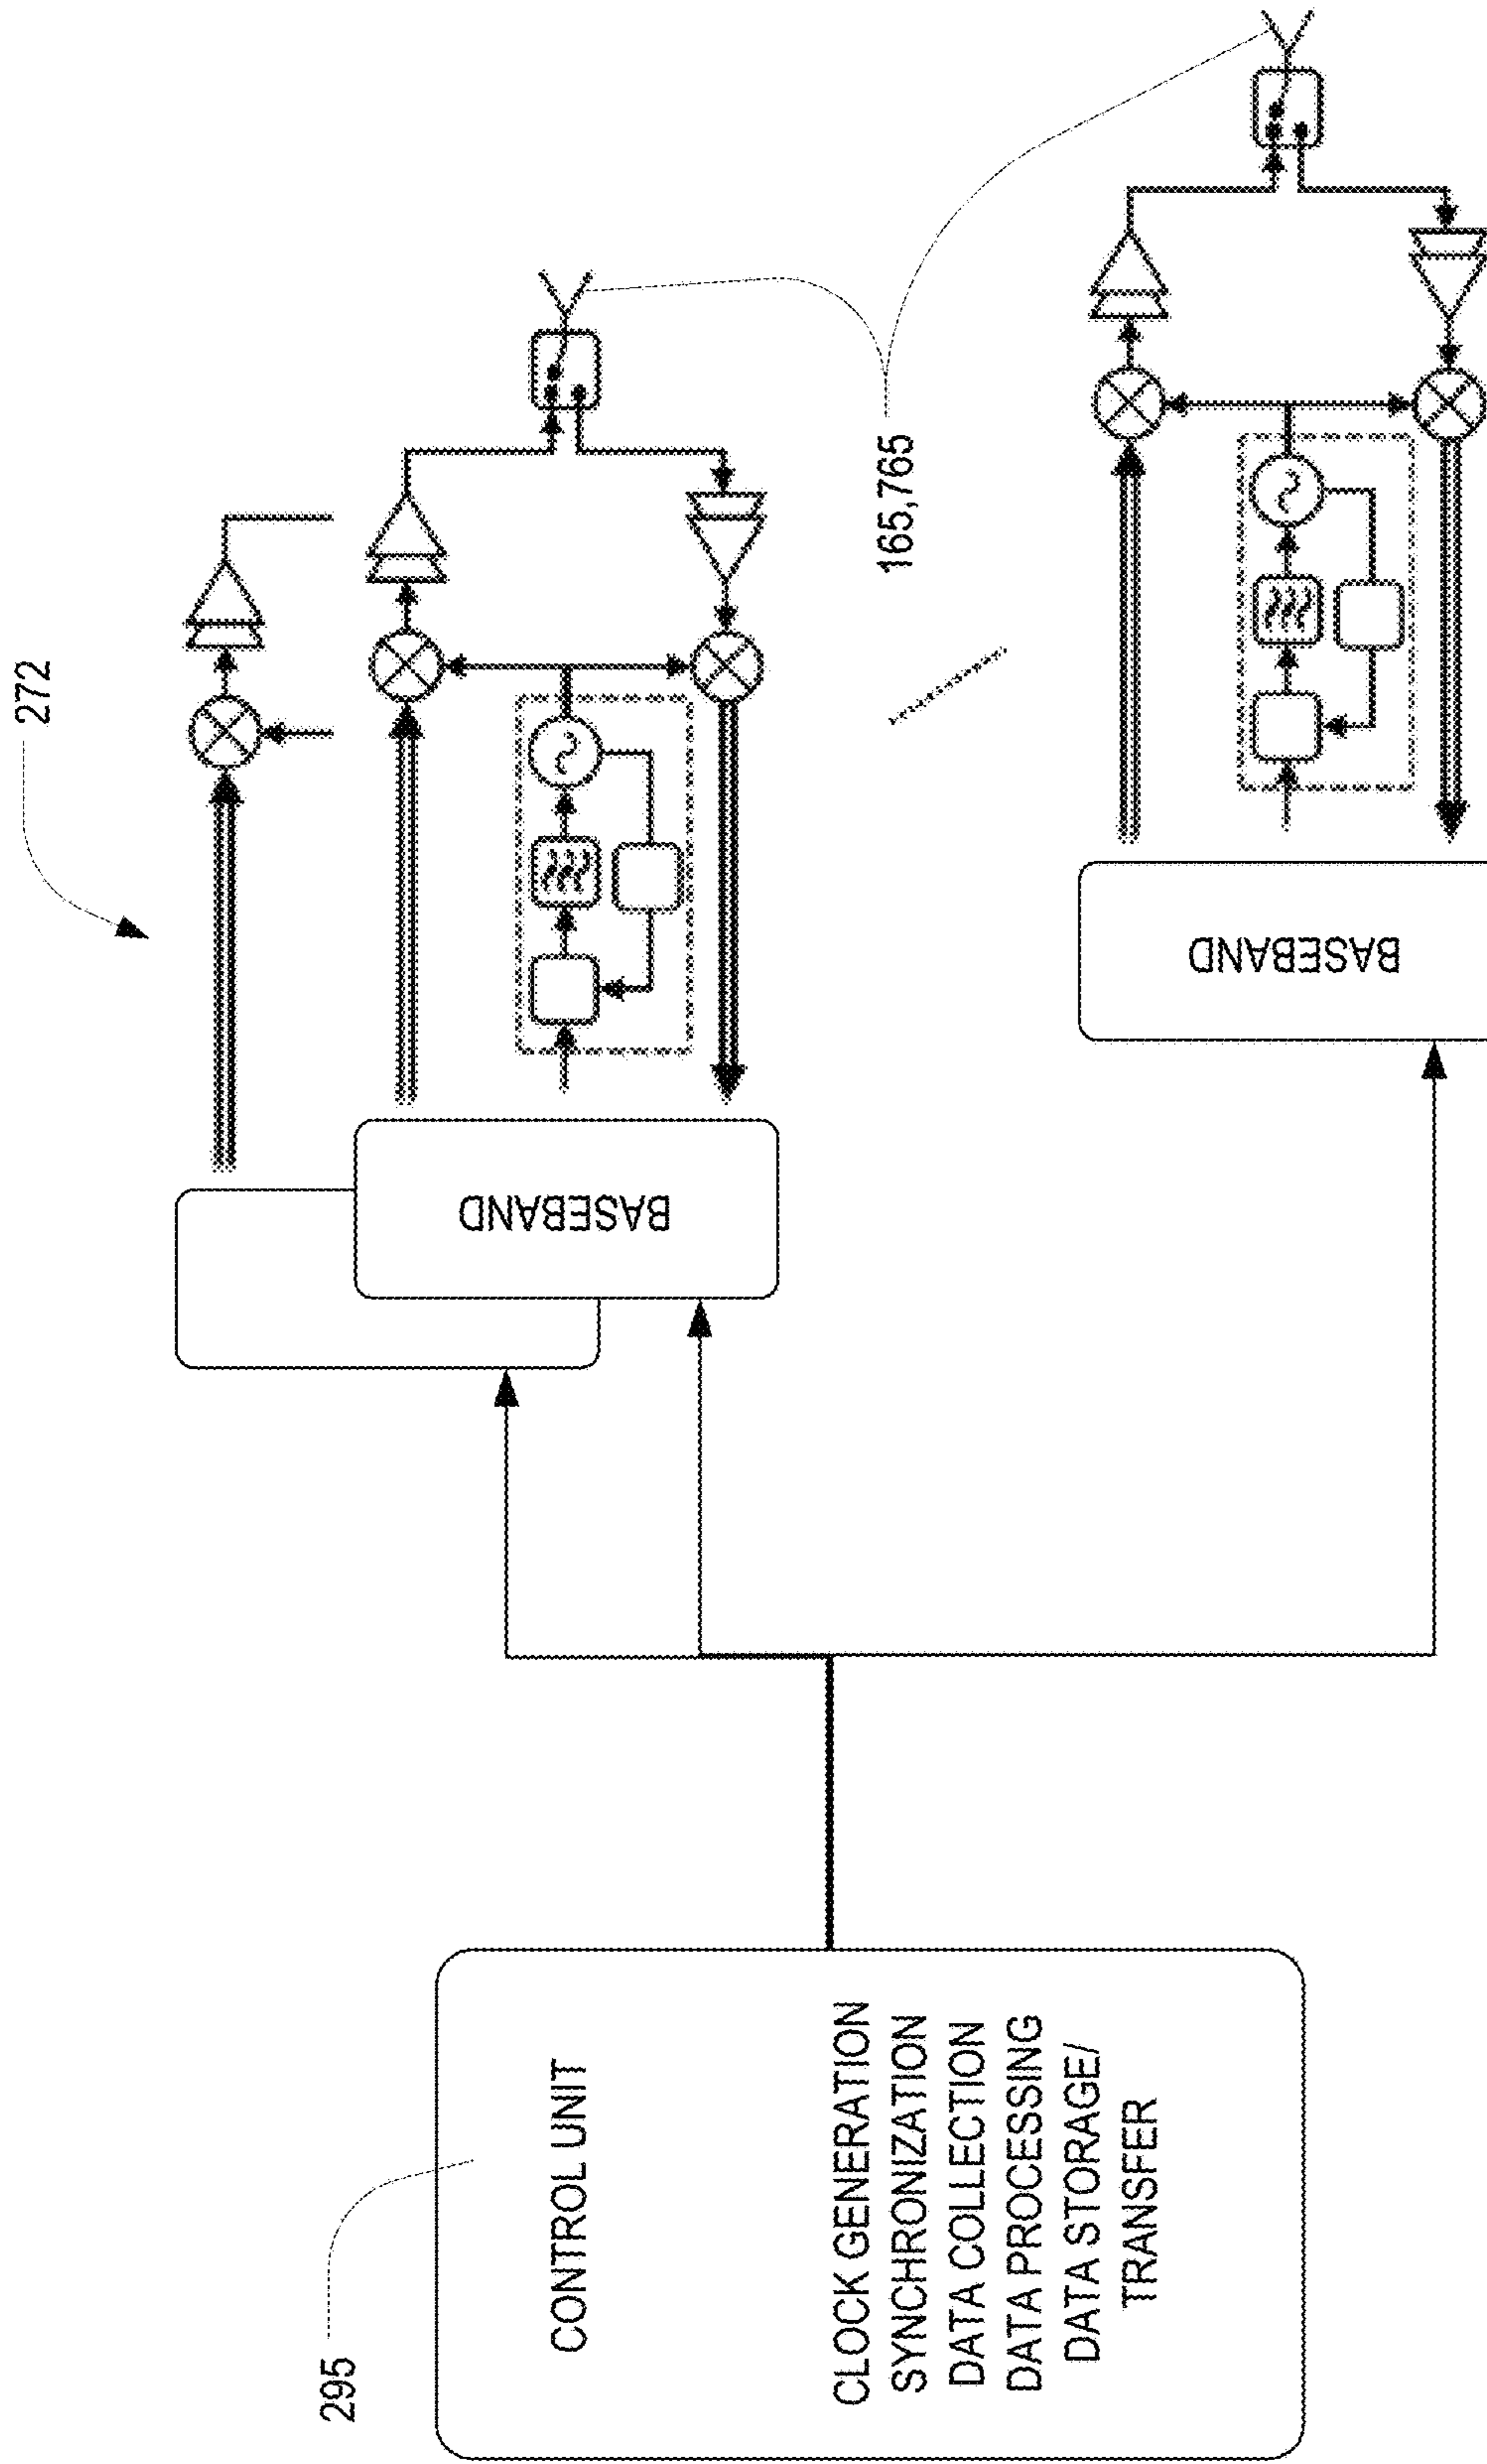 295
CONTROL UNIT
CLOCK GENERATION
SYNCHRONIZATION
DATA COLLECTION
DATA PROCESSING
DATA STORAGE/
TRANSFER
272
BASEBAND
165,765
BASEBAND